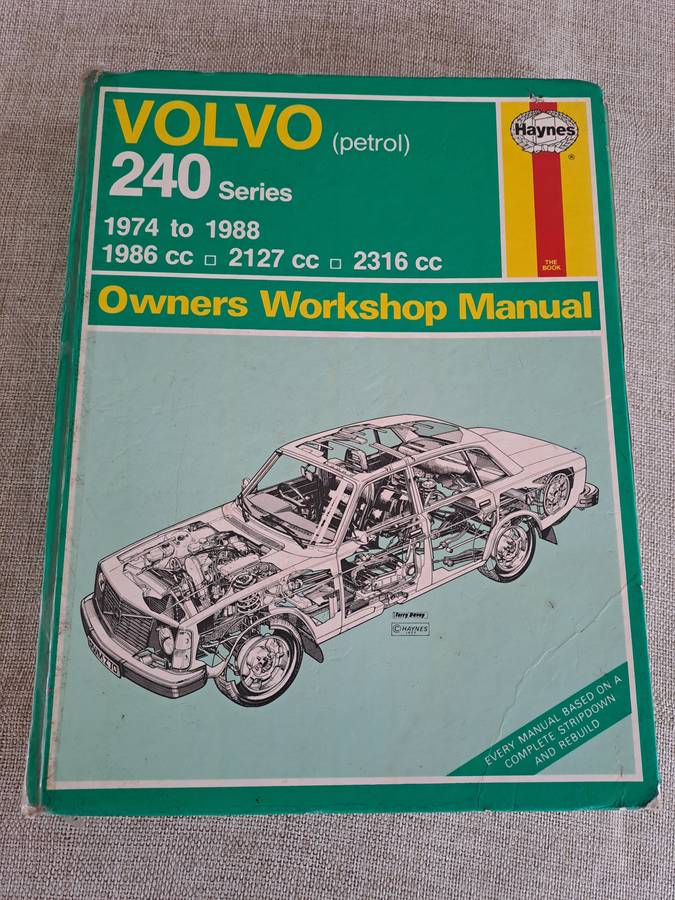 VOLVO (petrol)
240 Series
1974 to 1988
1986 cc □ 2127 cc □ 2316 cc
Haynes
®
THE
BOOK
Owners Workshop Manual
Terry Davey
© HAYNES
EVERY MANUAL BASED ON A
COMPLETE STRIPDOWN
AND REBUILD